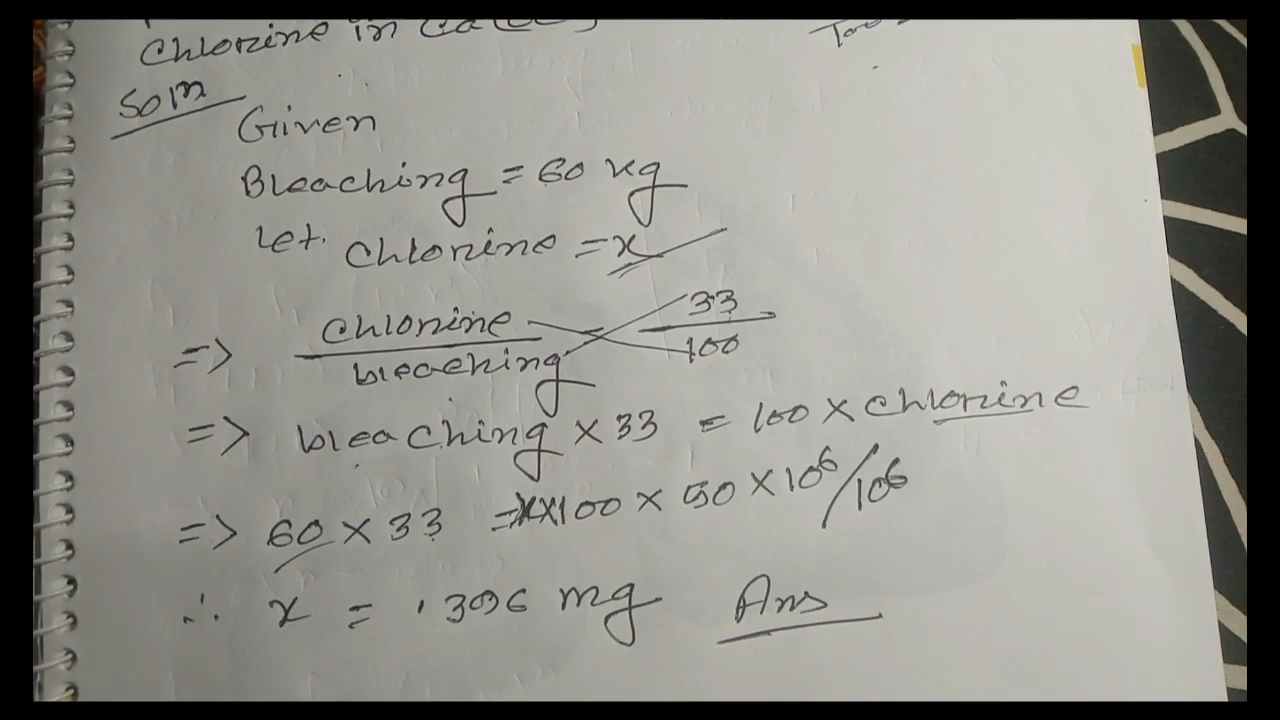 Chlorine in
Soln
Given
Bleaching = 60 kg
Let. Chlorine = x
=> Chlorine / bleaching 33 / 100
=> bleaching × 33 = 100 × Chlorine
=> 60 × 33 = x × 100 × 50 × 10^6 / 10^6
∴ x = .396 mg Ans